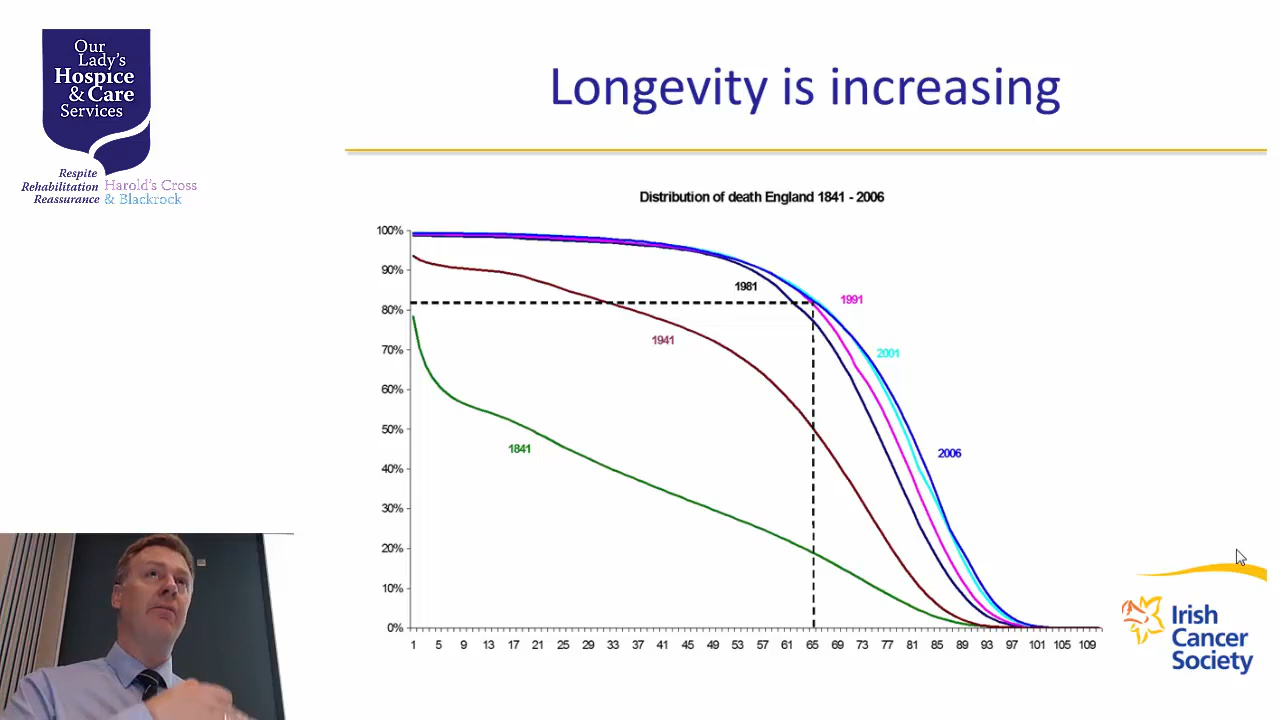 Our
Lady's
Hospice
& Care
Services
Respite
Rehabilitation
Reassurance
Harold's Cross
& Blackrock
Longevity is increasing
Distribution of death England 1841 - 2006
100%
90%
80%
70%
60%
50%
40%
30%
20%
10%
0%
1981
1991
1941
2001
1841
2006
1 5 9 13 17 21 25 29 33 37 41 45 49 53 57 61 65 69 73 77 81 85 89 93 97 101 105 109
Irish
Cancer
Society